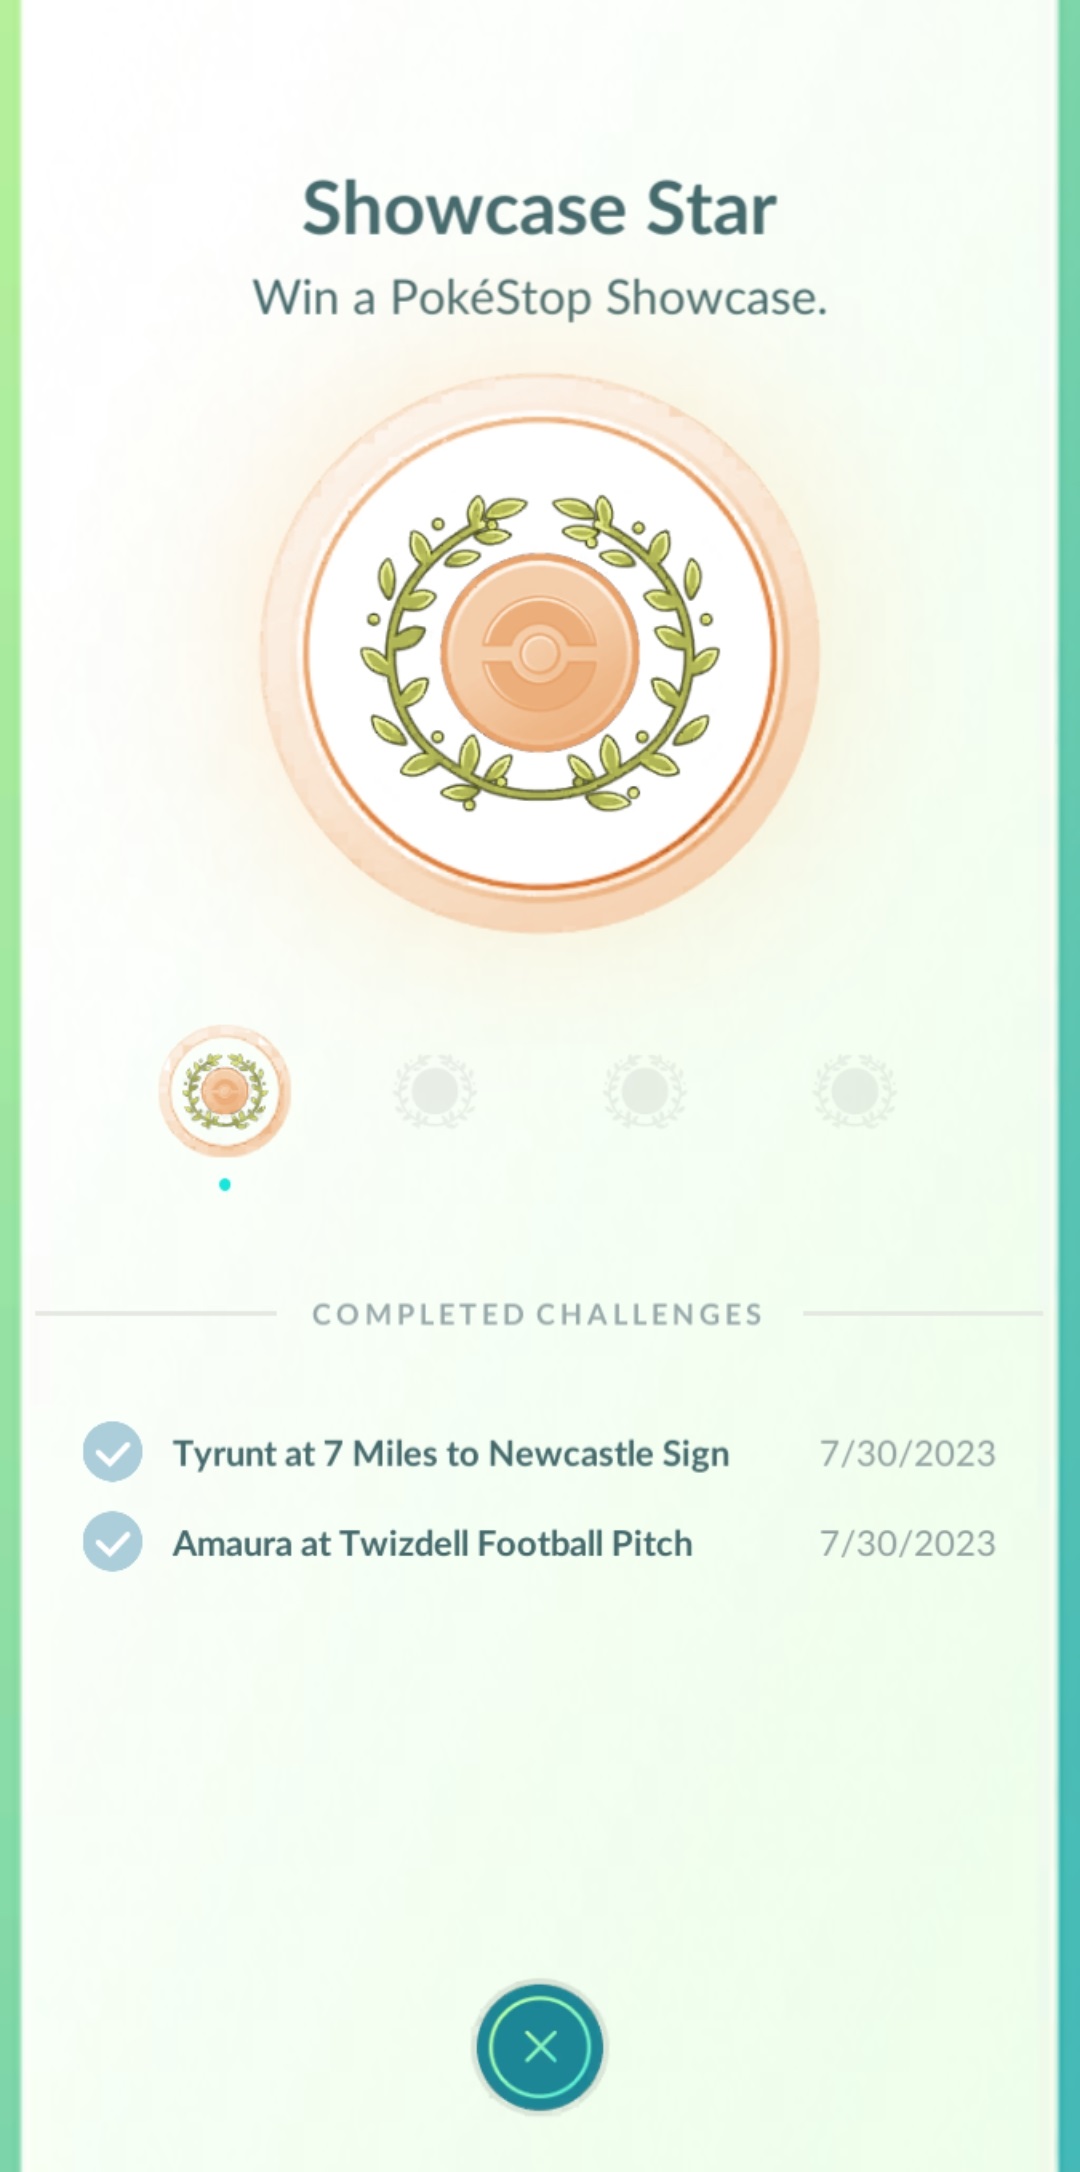 Showcase Star
Win a PokéStop Showcase.
COMPLETED CHALLENGES
Tyrunt at 7 Miles to Newcastle Sign 7/30/2023
Amaura at Twizdell Football Pitch 7/30/2023